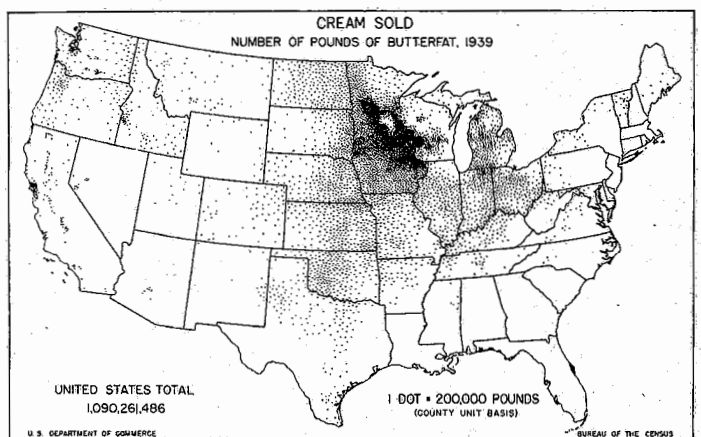 CREAM SOLD
NUMBER OF POUNDS OF BUTTERFAT, 1939
UNITED STATES TOTAL
1,090,261,486
1 DOT = 200,000 POUNDS
(COUNTY UNIT BASIS)
U. S. DEPARTMENT OF COMMERCE
BUREAU OF THE CENSUS